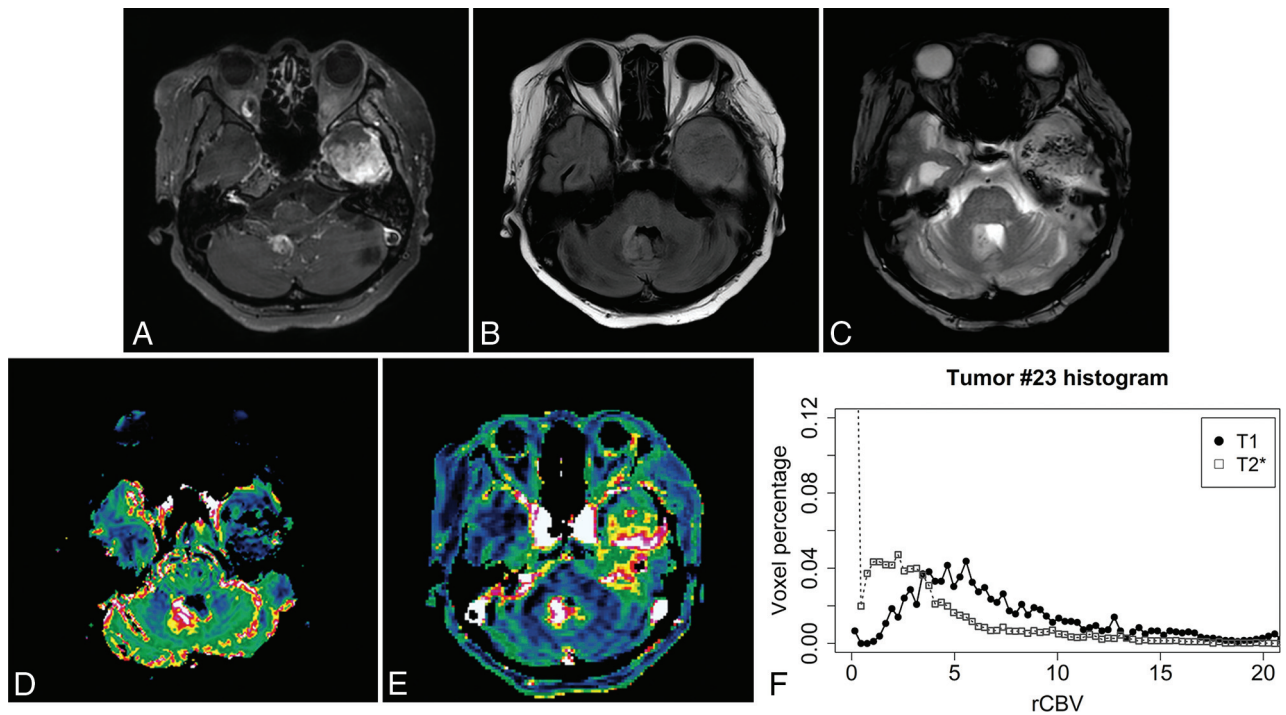 A
B
C
D
E
F
Tumor #23 histogram
T1
T2*
Voxel percentage
0.00
0.04
0.08
0.12
0
5
10
15
20
rCBV